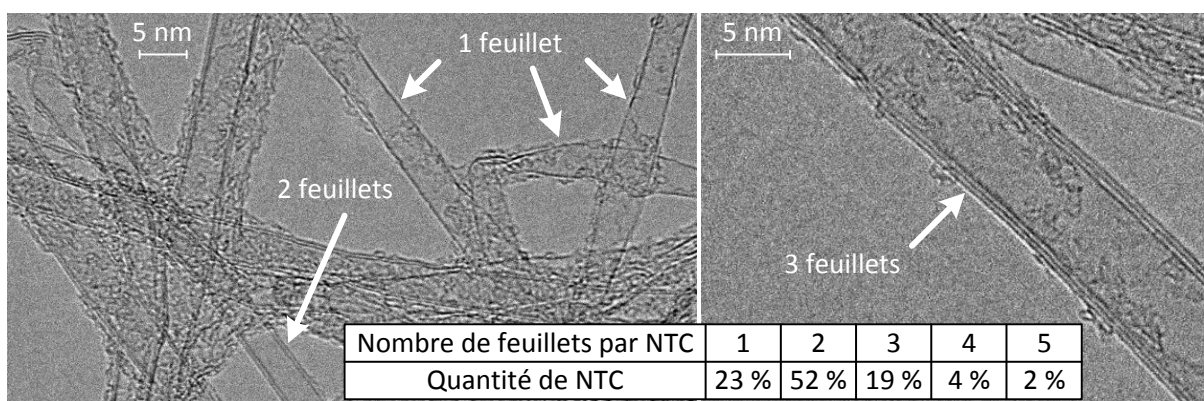 5 nm
1 feuillet
2 feuillets
5 nm
3 feuillets
Nombre de feuillets par NTC 1 2 3 4 5
Quantité de NTC 23 % 52 % 19 % 4 % 2 %